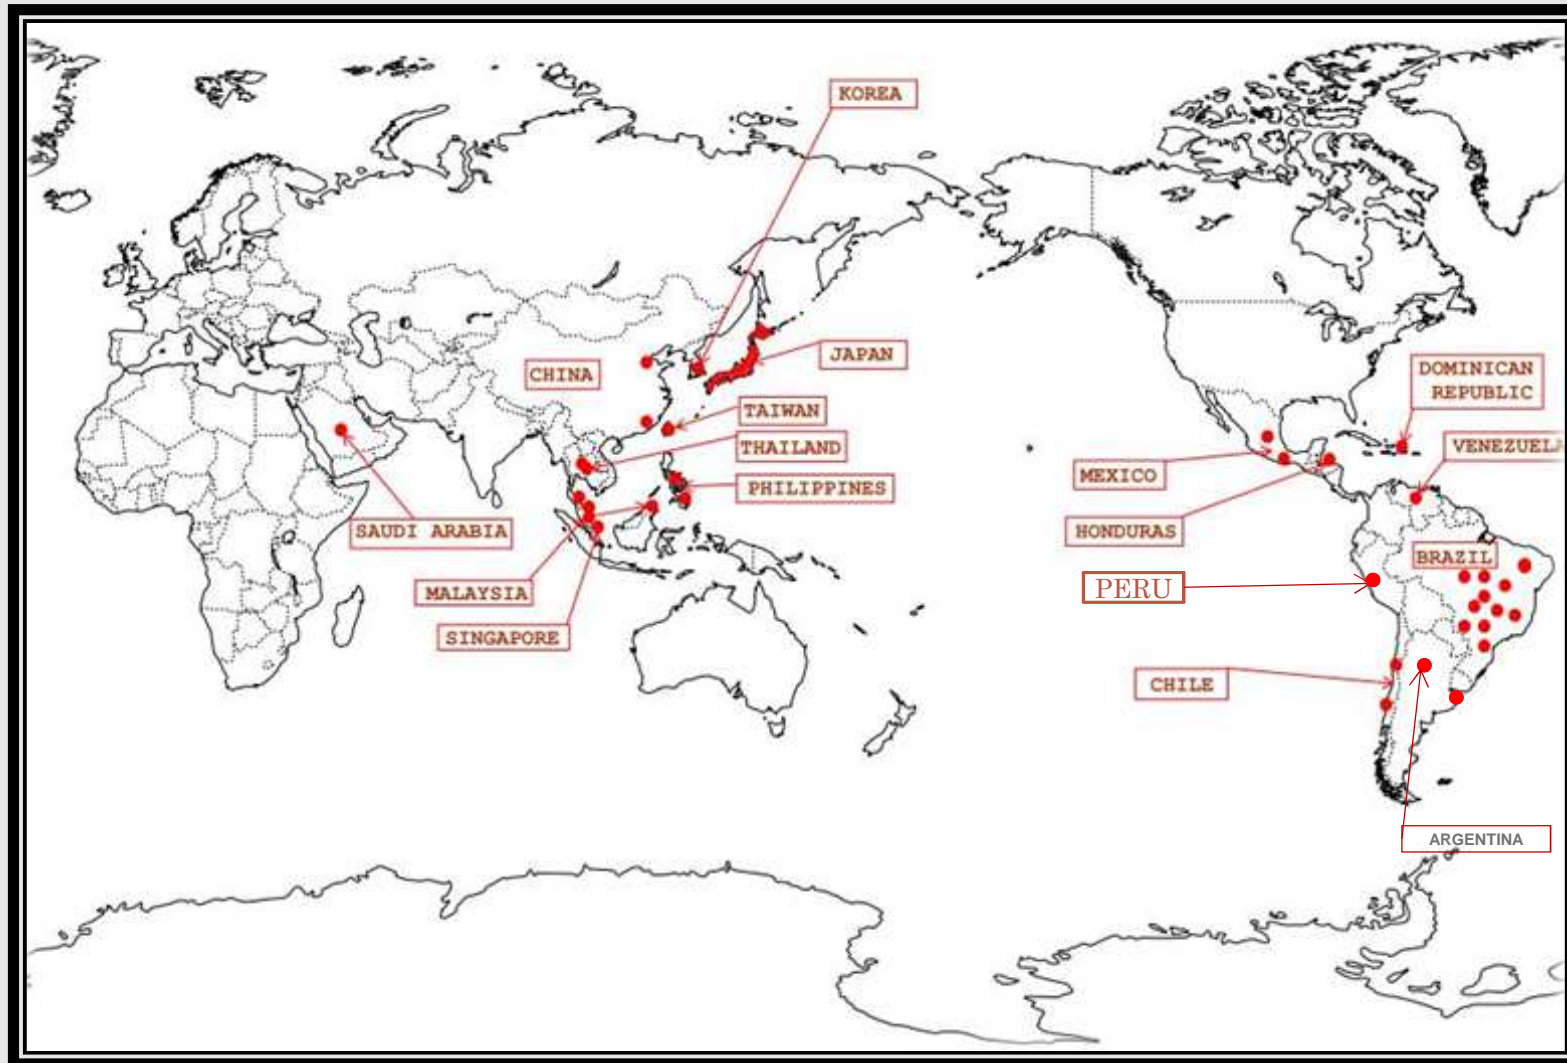 KOREA
JAPAN
CHINA
DOMINICAN
REPUBLIC
TAIWAN
THAILAND
VENEZUELA
MEXICO
PHILIPPINES
SAUDI ARABIA
HONDURAS
BRAZIL
MALAYSIA
PERU
SINGAPORE
CHILE
ARGENTINA